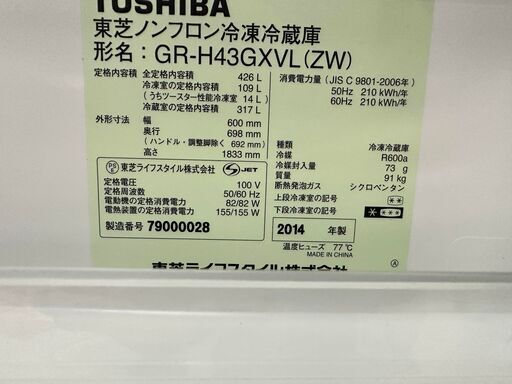 TOSHIBA
東芝ノンフロン冷凍冷蔵庫
形名：GR-H43GXVL(ZW)
定格内容積 全定格内容積 426 L
冷凍室の定格内容積 109 L
(うちツースター性能冷凍室 14 L)
冷蔵室の定格内容積 317 L
外形寸法 幅 600 mm
奥行 698 mm
(ハンドル・調整脚除く 692 mm)
高さ 1833 mm
PSE 東芝ライフスタイル株式会社 S JET
定格電圧 100 V
定格周波数 50/60 Hz
電動機の定格消費電力 82/82 W
電熱装置の定格消費電力 155/155 W
製造番号 79000028
消費電力量(JIS C 9801-2006年)
50Hz 210 kWh/年
60Hz 210 kWh/年
種類 冷凍冷蔵庫
冷媒 R600a
冷媒封入量 73 g
質量 91 kg
断熱発泡ガス シクロペンタン
上段冷凍室の記号 **
下段冷凍室の記号 * ***
2014 年製
温度ヒューズ 77℃
MADE IN CHINA
A
東芝ライフスタイル株式会社